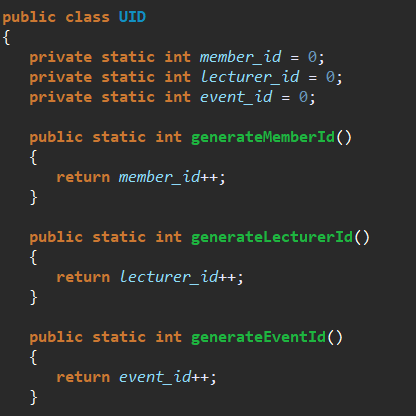 public class UID
{
private static int member_id = 0;
private static int lecturer_id = 0;
private static int event_id = 0;
public static int generateMemberId()
{
return member_id++;
}
public static int generateLecturerId()
{
return lecturer_id++;
}
public static int generateEventId()
{
return event_id++;
}